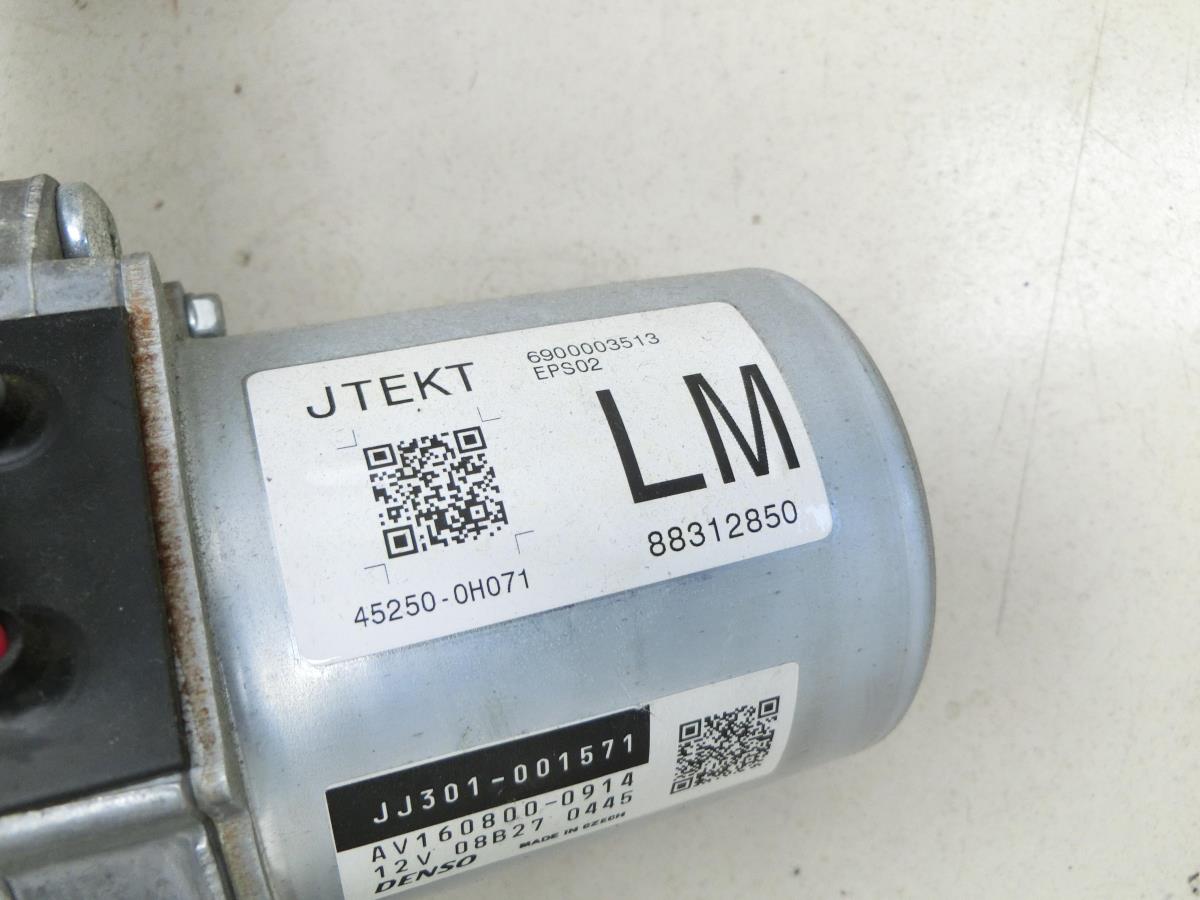 JTEKT
6900003513
EPS02
LM
88312850
45250-0H071
JJ301-001571
AV160800-0914
12V 08B27 0445
DENSO MADE IN CZECH